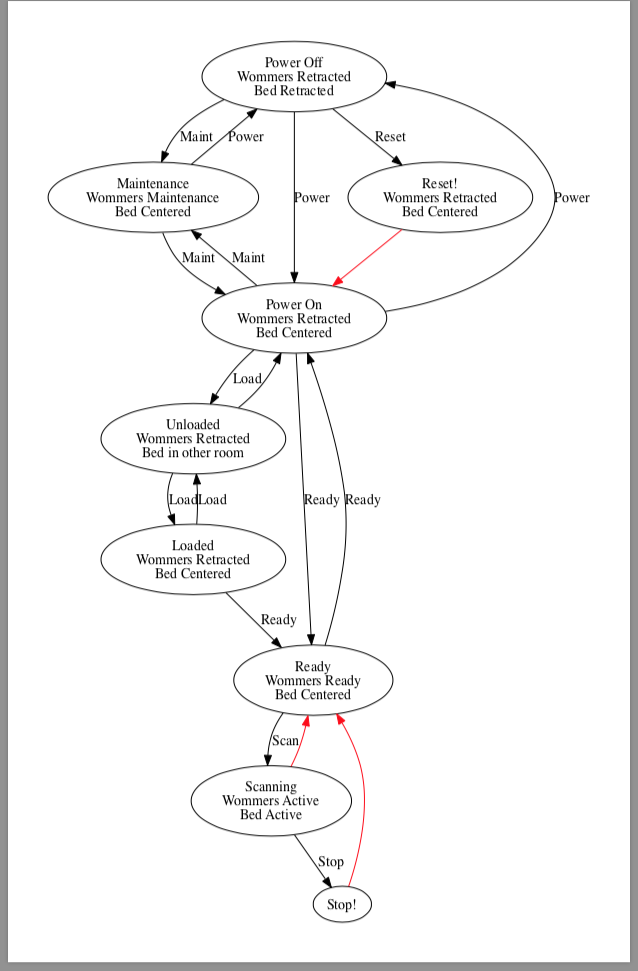 Power Off
Wommers Retracted
Bed Retracted
Maint
Power
Reset
Maintenance
Wommers Maintenance
Bed Centered
Reset!
Wommers Retracted
Bed Centered
Power
Power
Maint
Maint
Power On
Wommers Retracted
Bed Centered
Load
Unloaded
Wommers Retracted
Bed in other room
Load
Load
Ready
Ready
Loaded
Wommers Retracted
Bed Centered
Ready
Ready
Wommers Ready
Bed Centered
Scan
Scanning
Wommers Active
Bed Active
Stop
Stop!